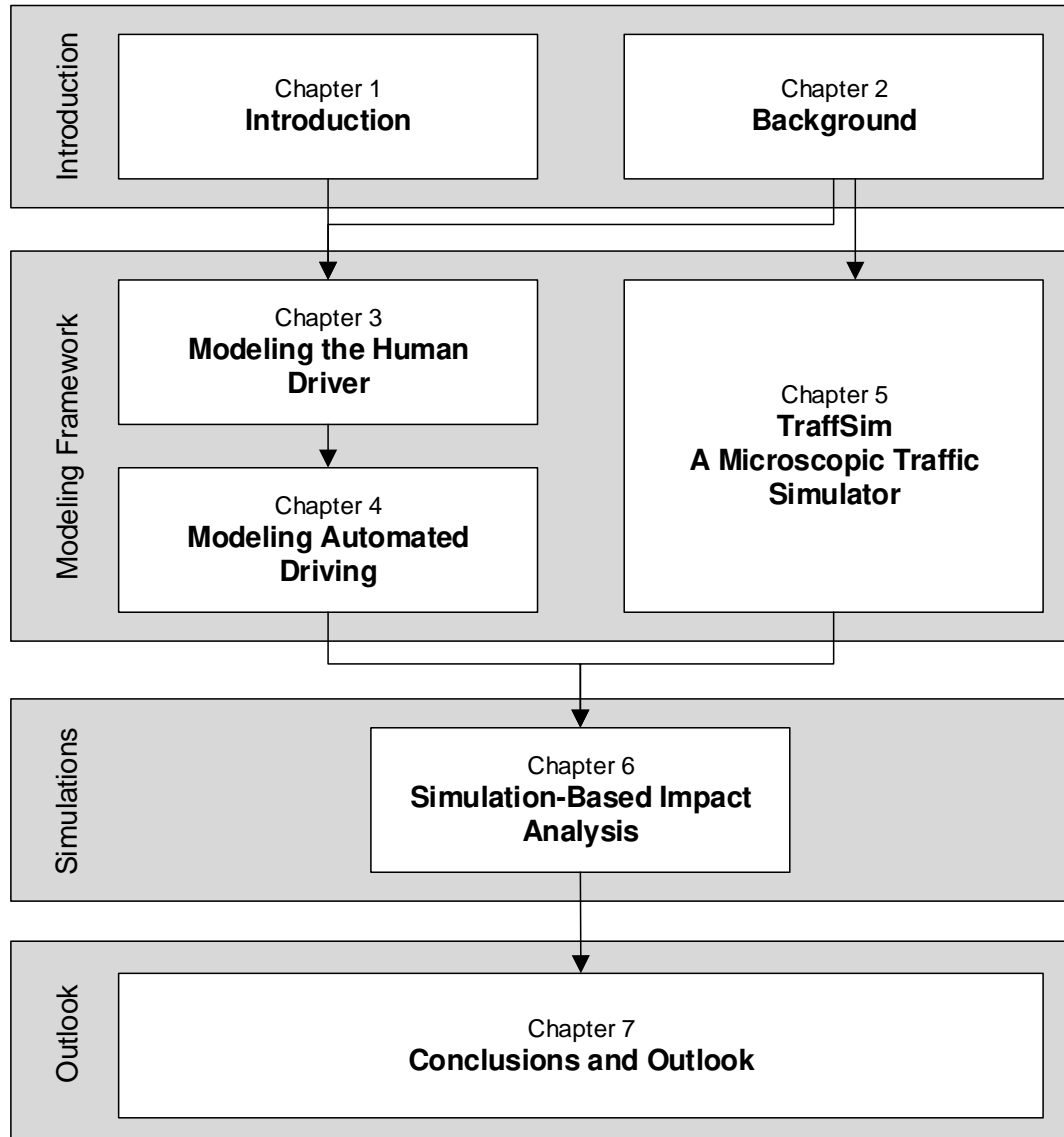 Introduction
Chapter 1
Introduction
Chapter 2
Background
Modeling Framework
Chapter 3
Modeling the Human
Driver
Chapter 4
Modeling Automated
Driving
Chapter 5
TraffSim
A Microscopic Traffic
Simulator
Simulations
Chapter 6
Simulation-Based Impact
Analysis
Outlook
Chapter 7
Conclusions and Outlook